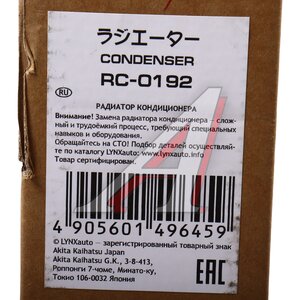 ラジエーター
CONDENSER
RC-0192
RU
РАДИАТОР КОНДИЦИОНЕРА
Внимание! Замена радиатора кондиционера – слож-
ный и трудоёмкий процесс, требующий специальных
навыков и оборудования.
Обращайтесь на СТО! Подбор деталей осуществляй-
те по каталогу LYNXauto www.lynxauto.info
Товар сертифицирован.
4 905601 496459
© LYNXauto – зарегистрированный товарный знак
Akita Kaihatsu Japan
Akita Kaihatsu G.K., 3-8-413,
Роппонги 7-чоме, Минато-ку,
Токио 106-0032 Япония
EAC